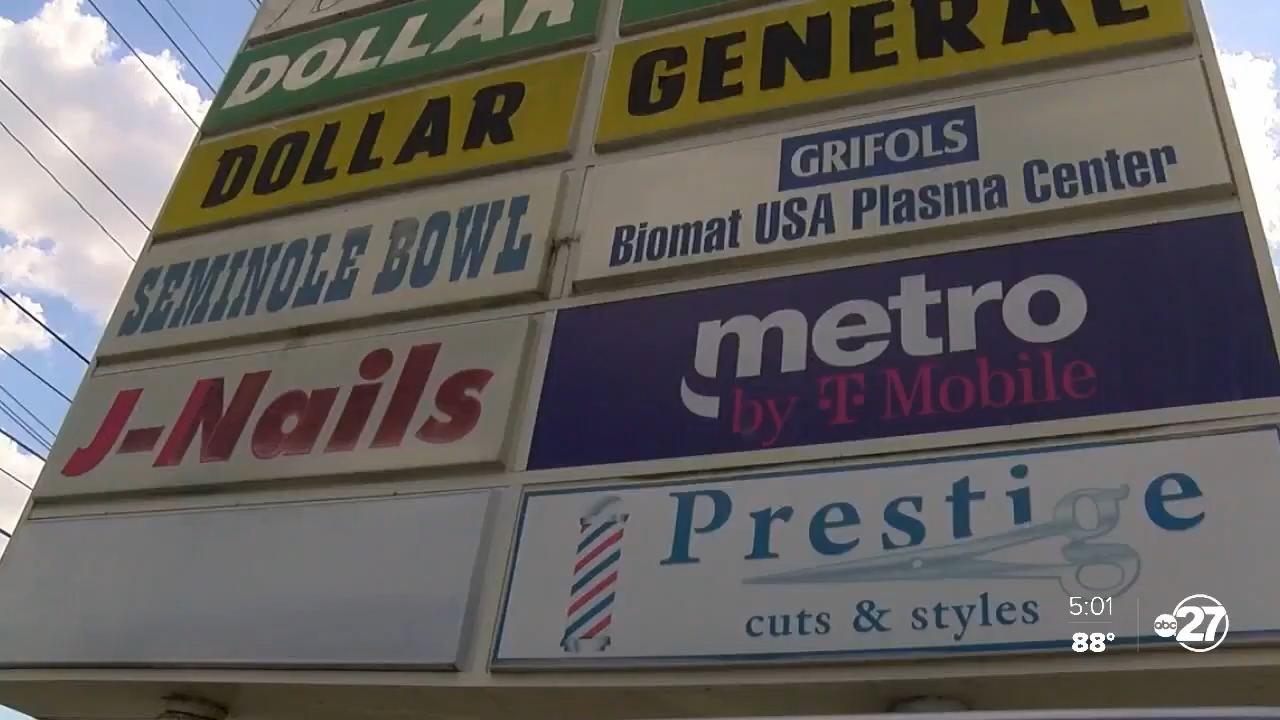 DOLLAR
DOLLAR GENERAL
SEMINOLE BOWL
GRIFOLS
Biomat USA Plasma Center
J-Nails
metro
by T Mobile
Prestige
cuts & styles
5:01
88°
abc 27